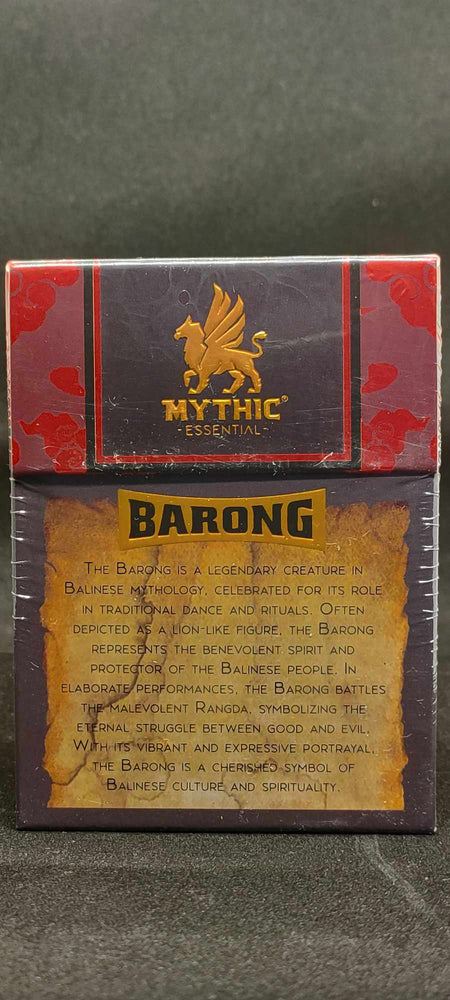 MYTHIC®
-ESSENTIAL-
BARONG
THE BARONG IS A LEGENDARY CREATURE IN
BALINESE MYTHOLOGY, CELEBRATED FOR ITS ROLE
IN TRADITIONAL DANCE AND RITUALS. OFTEN
DEPICTED AS A LION-LIKE FIGURE, THE BARONG
REPRESENTS THE BENEVOLENT SPIRIT AND
PROTECTOR OF THE BALINESE PEOPLE. IN
ELABORATE PERFORMANCES, THE BARONG BATTLES
THE MALEVOLENT RANGDA, SYMBOLIZING THE
ETERNAL STRUGGLE BETWEEN GOOD AND EVIL.
WITH ITS VIBRANT AND EXPRESSIVE PORTRAYAL,
THE BARONG IS A CHERISHED SYMBOL OF
BALINESE CULTURE AND SPIRITUALITY.